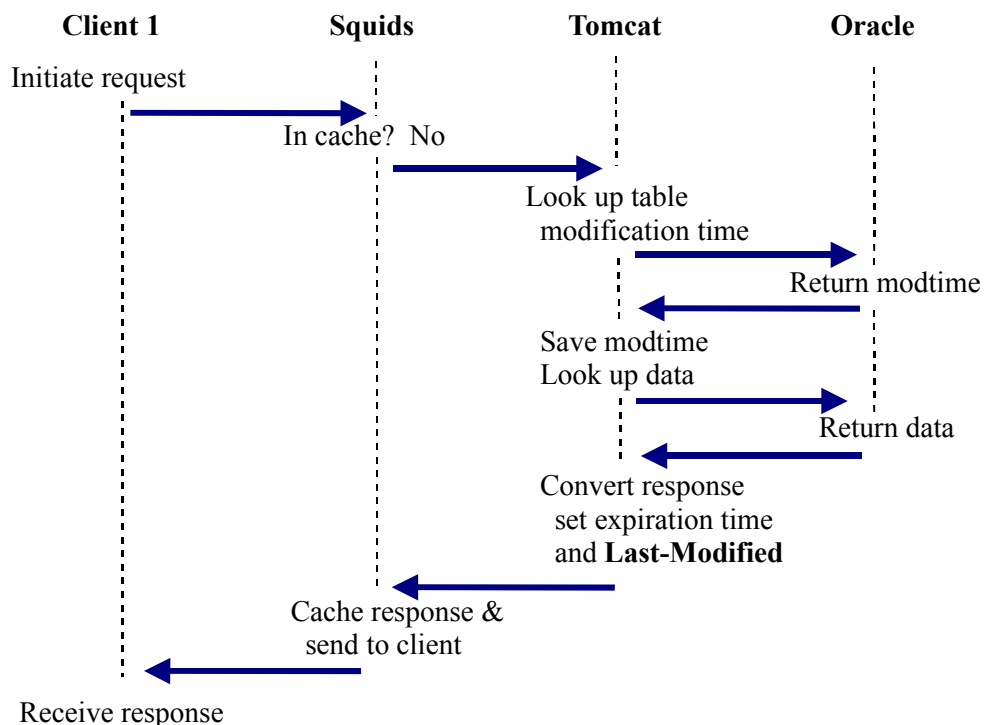 Client 1 Squids Tomcat Oracle
Initiate request
In cache? No
Look up table
modification time
Return modtime
Save modtime
Look up data
Return data
Convert response
set expiration time
and Last-Modified
Cache response &
send to client
Receive response